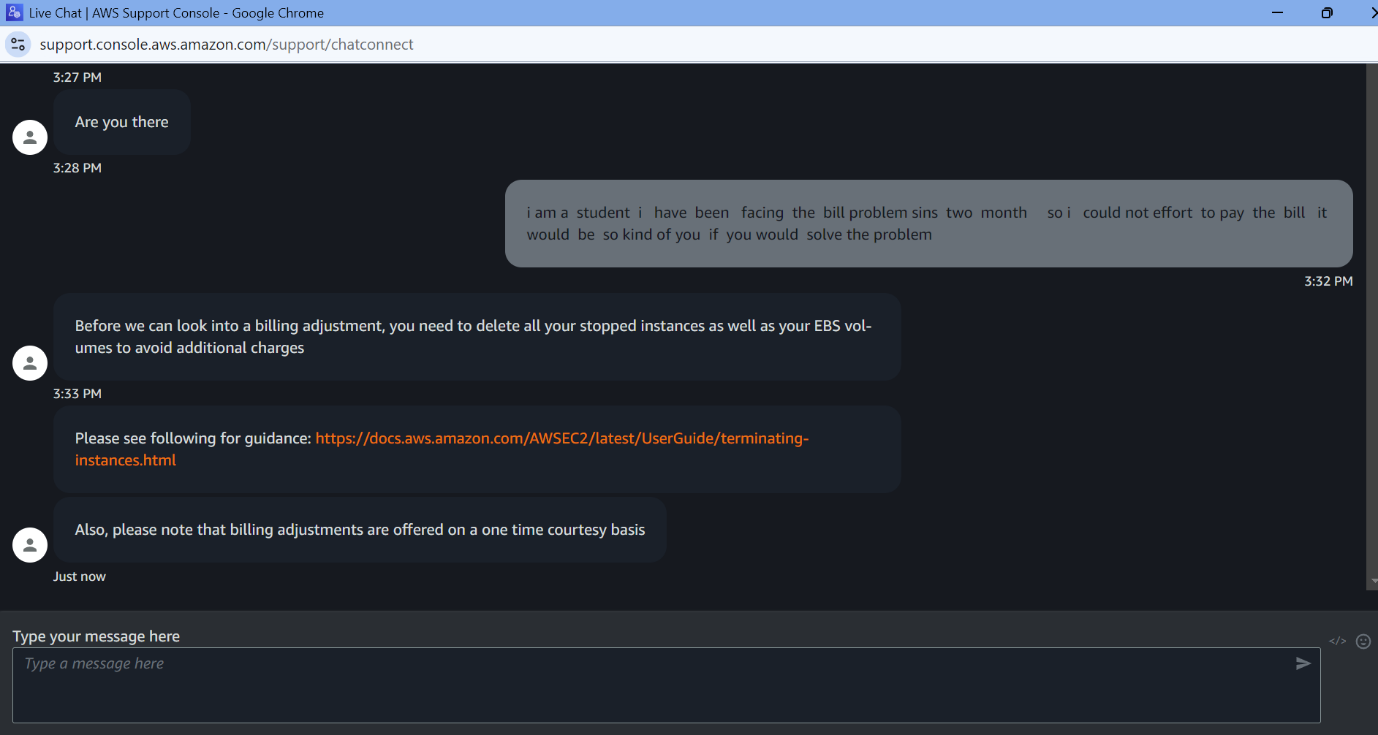 Live Chat | AWS Support Console - Google Chrome
support.console.aws.amazon.com/support/chatconnect
3:27 PM
Are you there
3:28 PM
i am a student i have been facing the bill problem sins two month so i could not effort to pay the bill it
would be so kind of you if you would solve the problem
3:32 PM
Before we can look into a billing adjustment, you need to delete all your stopped instances as well as your EBS vol-
umes to avoid additional charges
3:33 PM
Please see following for guidance: https://docs.aws.amazon.com/AWSEC2/latest/UserGuide/terminating-
instances.html
Also, please note that billing adjustments are offered on a one time courtesy basis
Just now
Type your message here
</>
Type a message here